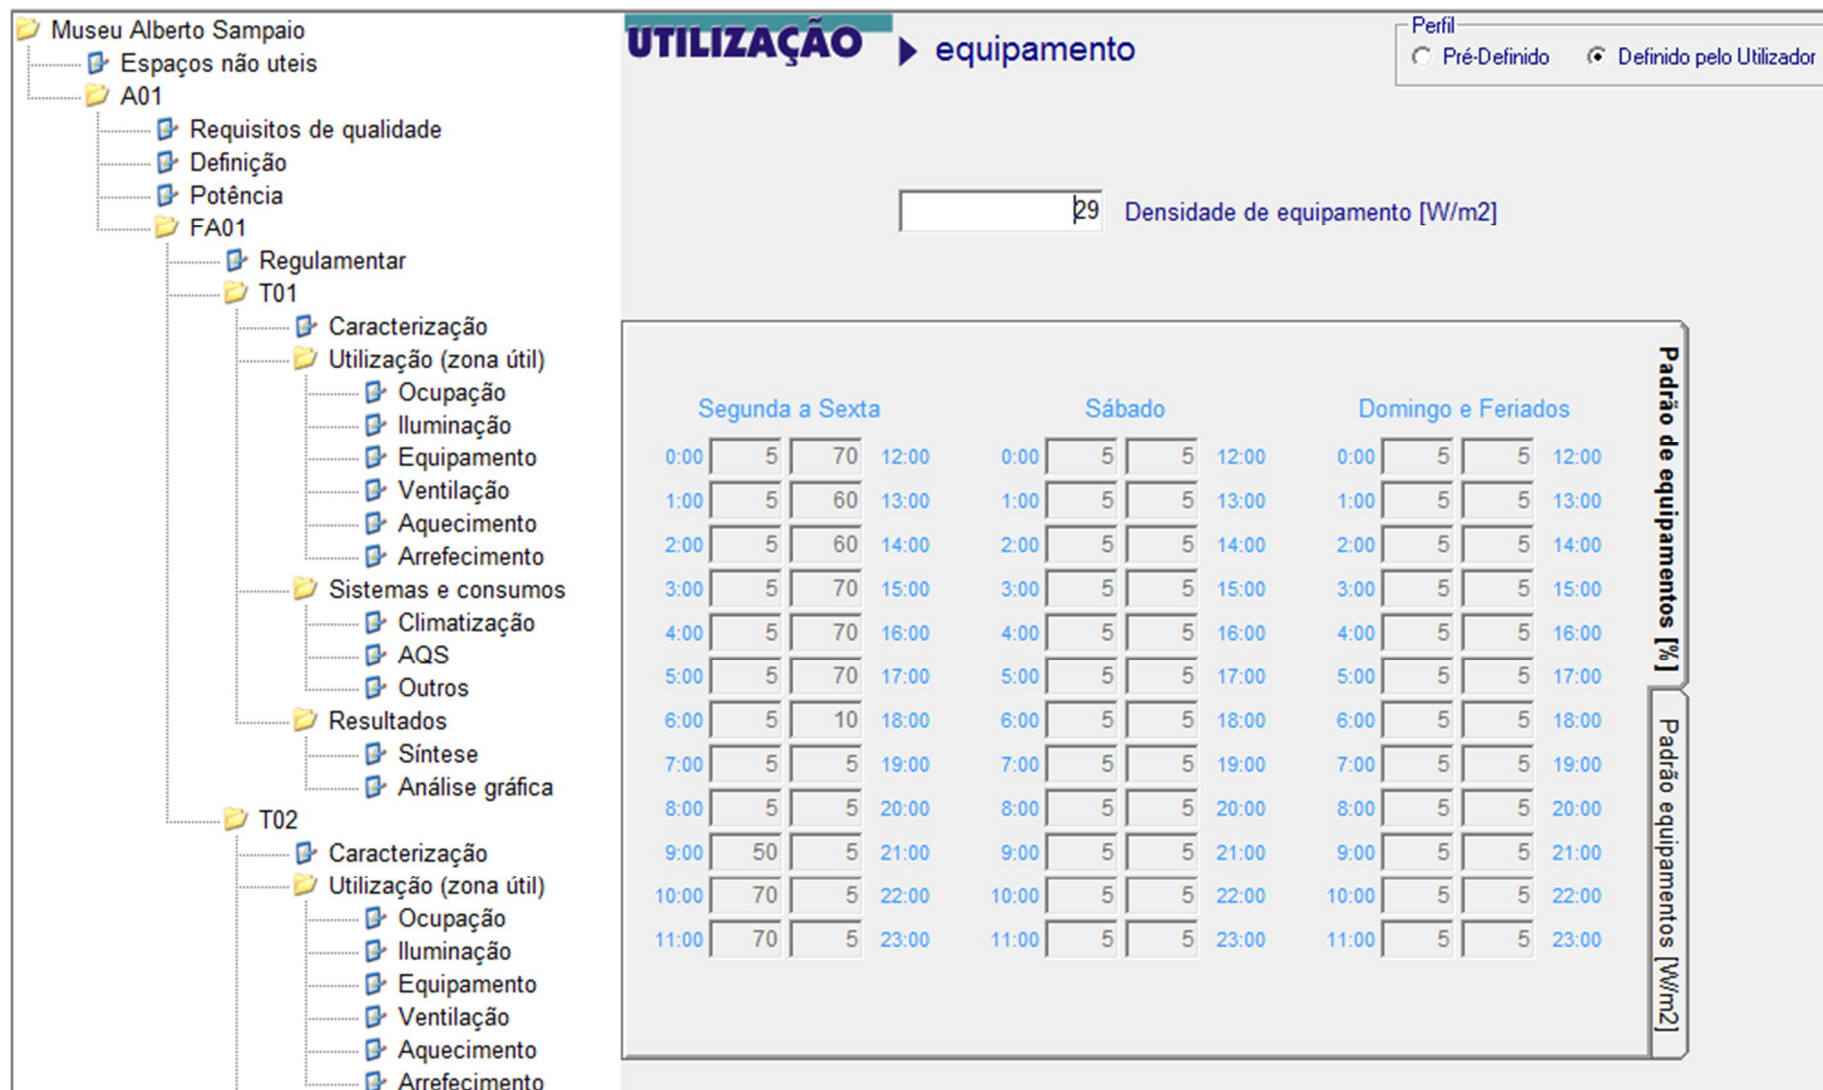 Museu Alberto Sampaio
Espaços não uteis
A01
Requisitos de qualidade
Definição
Potência
FA01
Regulamentar
T01
Caracterização
Utilização (zona útil)
Ocupação
Iluminação
Equipamento
Ventilação
Aquecimento
Arrefecimento
Sistemas e consumos
Climatização
AQS
Outros
Resultados
Síntese
Análise gráfica
T02
Caracterização
Utilização (zona útil)
Ocupação
Iluminação
Equipamento
Ventilação
Aquecimento
Arrefecimento
UTILIZAÇÃO equipamento
Perfil
Pré-Definido Definido pelo Utilizador
29 Densidade de equipamento [W/m2]
Segunda a Sexta Sábado Domingo e Feriados
0:00 5 70 12:00 0:00 5 5 12:00 0:00 5 5 12:00
1:00 5 60 13:00 1:00 5 5 13:00 1:00 5 5 13:00
2:00 5 60 14:00 2:00 5 5 14:00 2:00 5 5 14:00
3:00 5 70 15:00 3:00 5 5 15:00 3:00 5 5 15:00
4:00 5 70 16:00 4:00 5 5 16:00 4:00 5 5 16:00
5:00 5 70 17:00 5:00 5 5 17:00 5:00 5 5 17:00
6:00 5 10 18:00 6:00 5 5 18:00 6:00 5 5 18:00
7:00 5 5 19:00 7:00 5 5 19:00 7:00 5 5 19:00
8:00 5 5 20:00 8:00 5 5 20:00 8:00 5 5 20:00
9:00 50 5 21:00 9:00 5 5 21:00 9:00 5 5 21:00
10:00 70 5 22:00 10:00 5 5 22:00 10:00 5 5 22:00
11:00 70 5 23:00 11:00 5 5 23:00 11:00 5 5 23:00
Padrão de equipamentos [%]
Padrão equipamentos [W/m2]